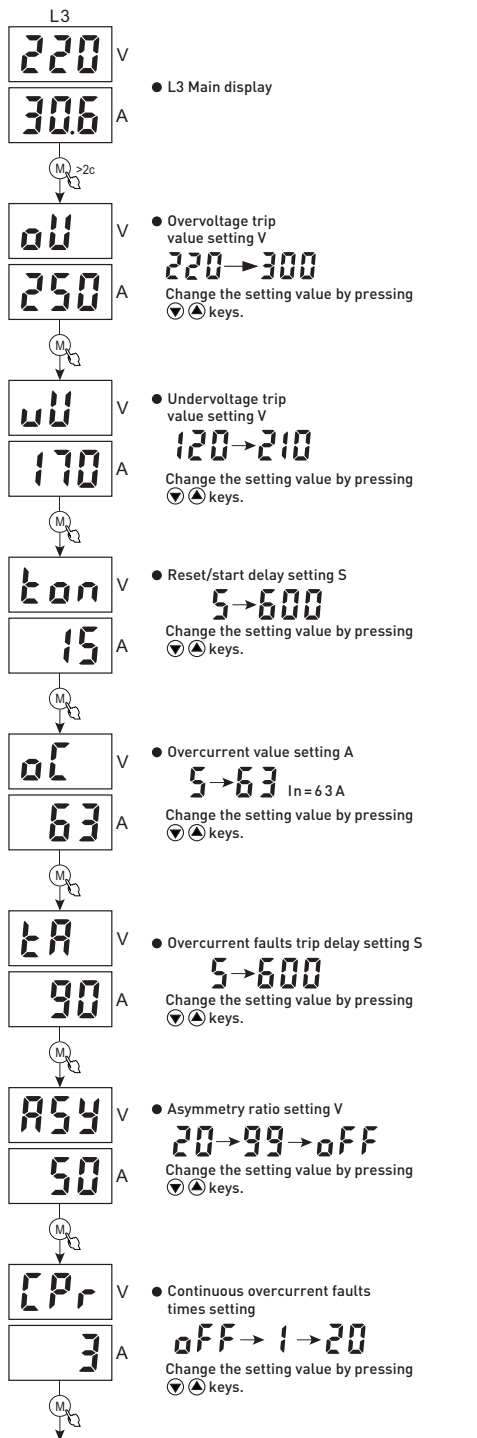 L3
220 V
● L3 Main display
30.6 A
M >2c
oU V
● Overvoltage trip
value setting V
220→300
250 A
Change the setting value by pressing
▼ ▲ keys.
M
uU V
● Undervoltage trip
value setting V
120→210
170 A
Change the setting value by pressing
▼ ▲ keys.
M
ton V
● Reset/start delay setting S
5→600
15 A
Change the setting value by pressing
▼ ▲ keys.
M
oC V
● Overcurrent value setting A
5→63 In=63A
63 A
Change the setting value by pressing
▼ ▲ keys.
M
tA V
● Overcurrent faults trip delay setting S
5→600
90 A
Change the setting value by pressing
▼ ▲ keys.
M
ASY V
● Asymmetry ratio setting V
20→99→oFF
50 A
Change the setting value by pressing
▼ ▲ keys.
M
CPr V
● Continuous overcurrent faults
times setting
oFF→1→20
3 A
Change the setting value by pressing
▼ ▲ keys.
M